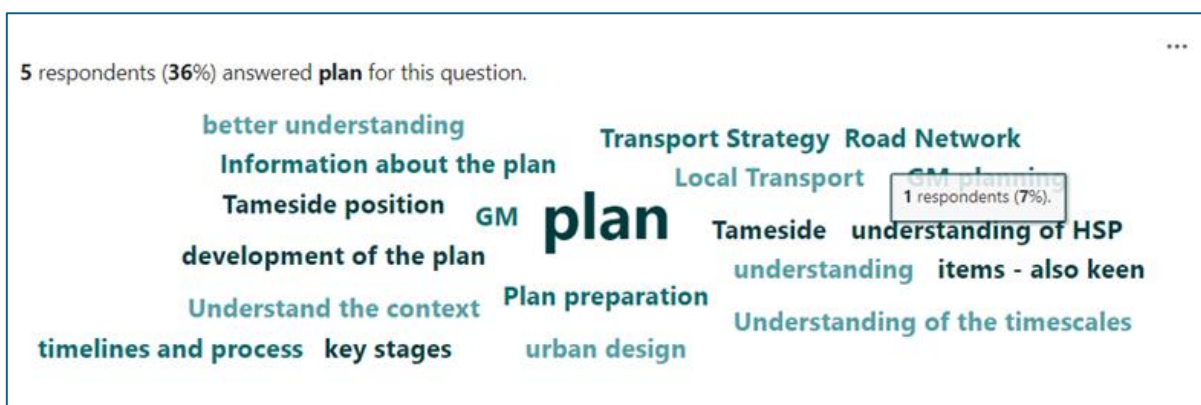 ...
5 respondents (36%) answered plan for this question.
better understanding
Transport Strategy Road Network
Information about the plan
Local Transport GM planning
1 respondents (7%).
Tameside position
GM plan
Tameside understanding of HSP
development of the plan
understanding items - also keen
Understand the context
Plan preparation
Understanding of the timescales
timelines and process key stages
urban design